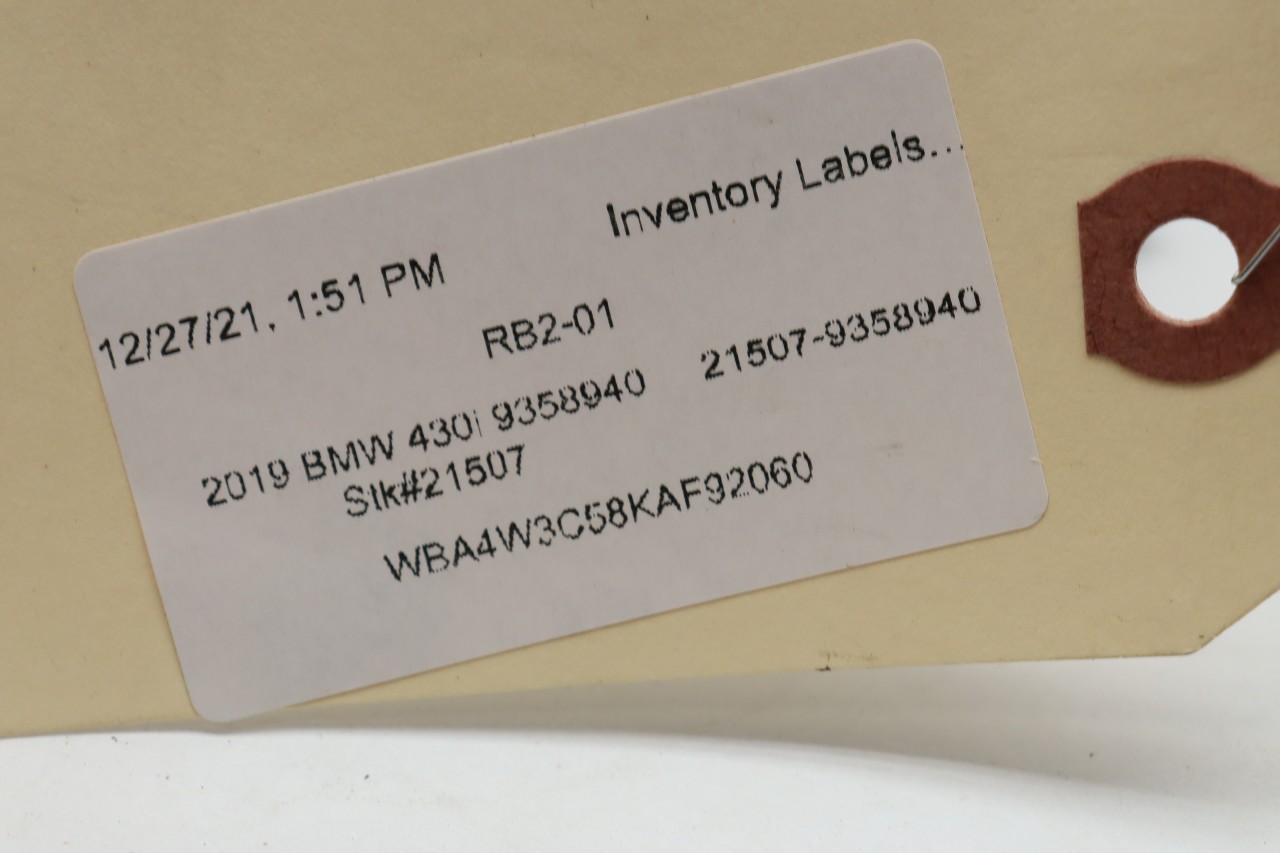 12/27/21, 1:51 PM Inventory Labels...
RB2-01
2019 BMW 430i 9358940 21507-9358940
Stk#21507
WBA4W3C58KAF92060